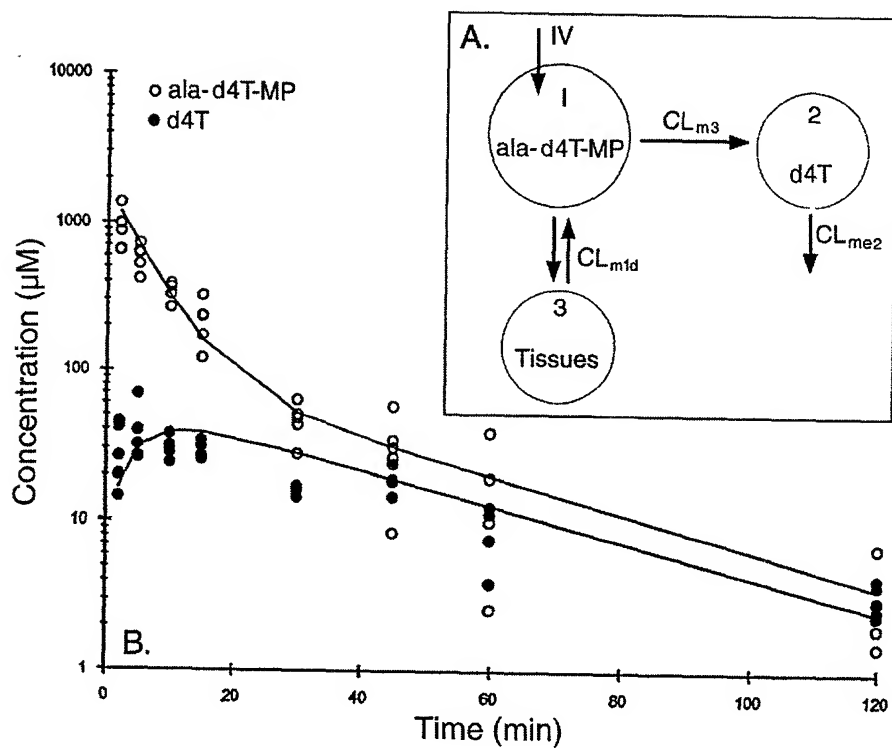 A.
IV
1
ala-d4T-MP
CLm3
2
d4T
CLme2
CLm1d
3
Tissues
ala-d4T-MP
d4T
Concentration (µM)
10000
1000
100
10
1
B.
0
20
40
60
80
100
120
Time (min)